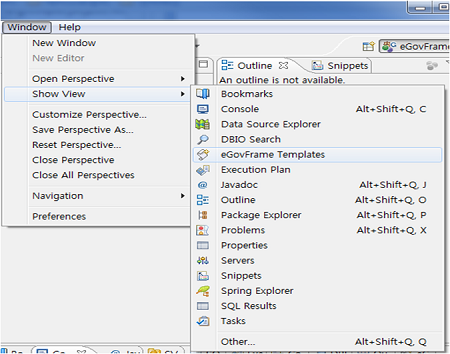 Window Help
eGovFrame
New Window
New Editor
Open Perspective
Show View
Customize Perspective...
Save Perspective As...
Reset Perspective...
Close Perspective
Close All Perspectives
Navigation
Preferences
Outline Snippets
An outline is not available.
Bookmarks
Console Alt+Shift+Q, C
Data Source Explorer
DBIO Search
eGovFrame Templates
Execution Plan
Javadoc Alt+Shift+Q, J
Outline Alt+Shift+Q, O
Package Explorer Alt+Shift+Q, P
Problems Alt+Shift+Q, X
Properties
Servers
Snippets
Spring Explorer
SQL Results
Tasks
Other... Alt+Shift+Q, Q